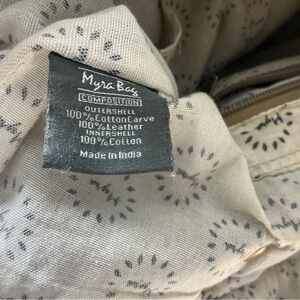 Myra Bag
COMPOSITION
OUTERSHELL
100% CottonCarve
100% Leather
INNERSHELL
100% Cotton
Made in India